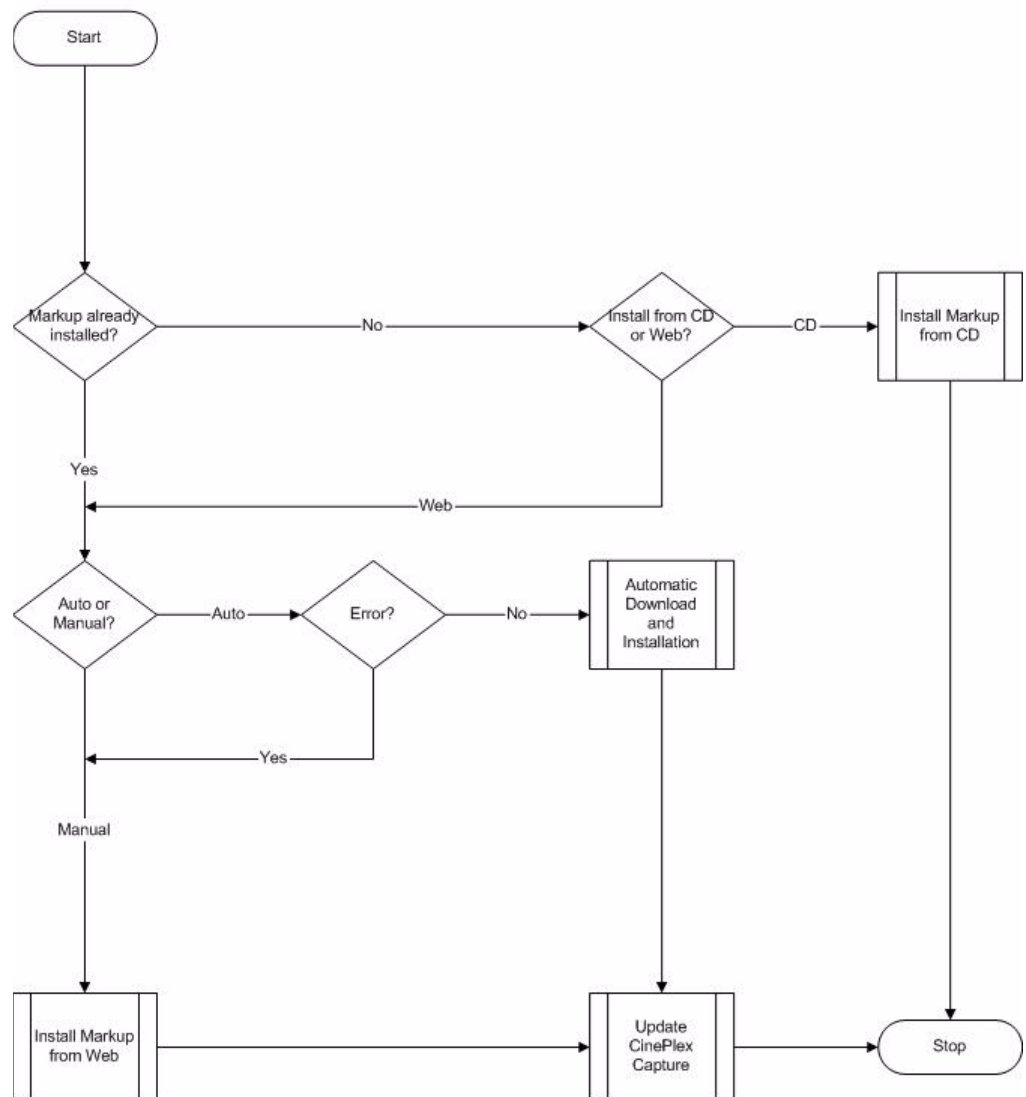 Start
Markup already
installed?
No
Install from CD
or Web?
CD
Install Markup
from CD
Yes
Web
Auto or
Manual?
Auto
Error?
No
Automatic
Download
and
Installation
Yes
Manual
Install Markup
from Web
Update
CinePlex
Capture
Stop